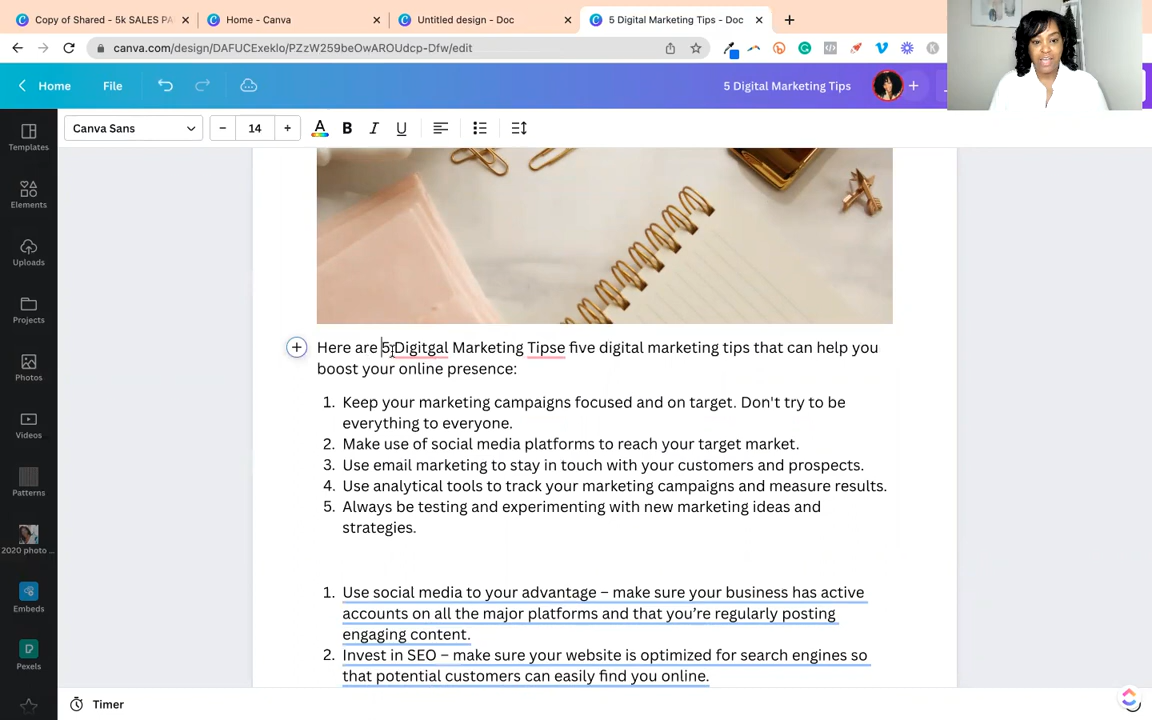 Copy of Shared - 5k SALES PA
Home - Canva
Untitled design - Doc
5 Digital Marketing Tips - Doc
canva.com/design/DAFUCExeklo/PZzW259beOwAROUdcp-Dfw/edit
Home
File
5 Digital Marketing Tips
Canva Sans
14
Templates
Elements
Uploads
Projects
Photos
Videos
Patterns
2020 photo ...
Embeds
Pexels
Here are 5 Digitgal Marketing Tipse five digital marketing tips that can help you
boost your online presence:
1. Keep your marketing campaigns focused and on target. Don't try to be
everything to everyone.
2. Make use of social media platforms to reach your target market.
3. Use email marketing to stay in touch with your customers and prospects.
4. Use analytical tools to track your marketing campaigns and measure results.
5. Always be testing and experimenting with new marketing ideas and
strategies.
1. Use social media to your advantage – make sure your business has active
accounts on all the major platforms and that you’re regularly posting
engaging content.
2. Invest in SEO – make sure your website is optimized for search engines so
that potential customers can easily find you online.
Timer